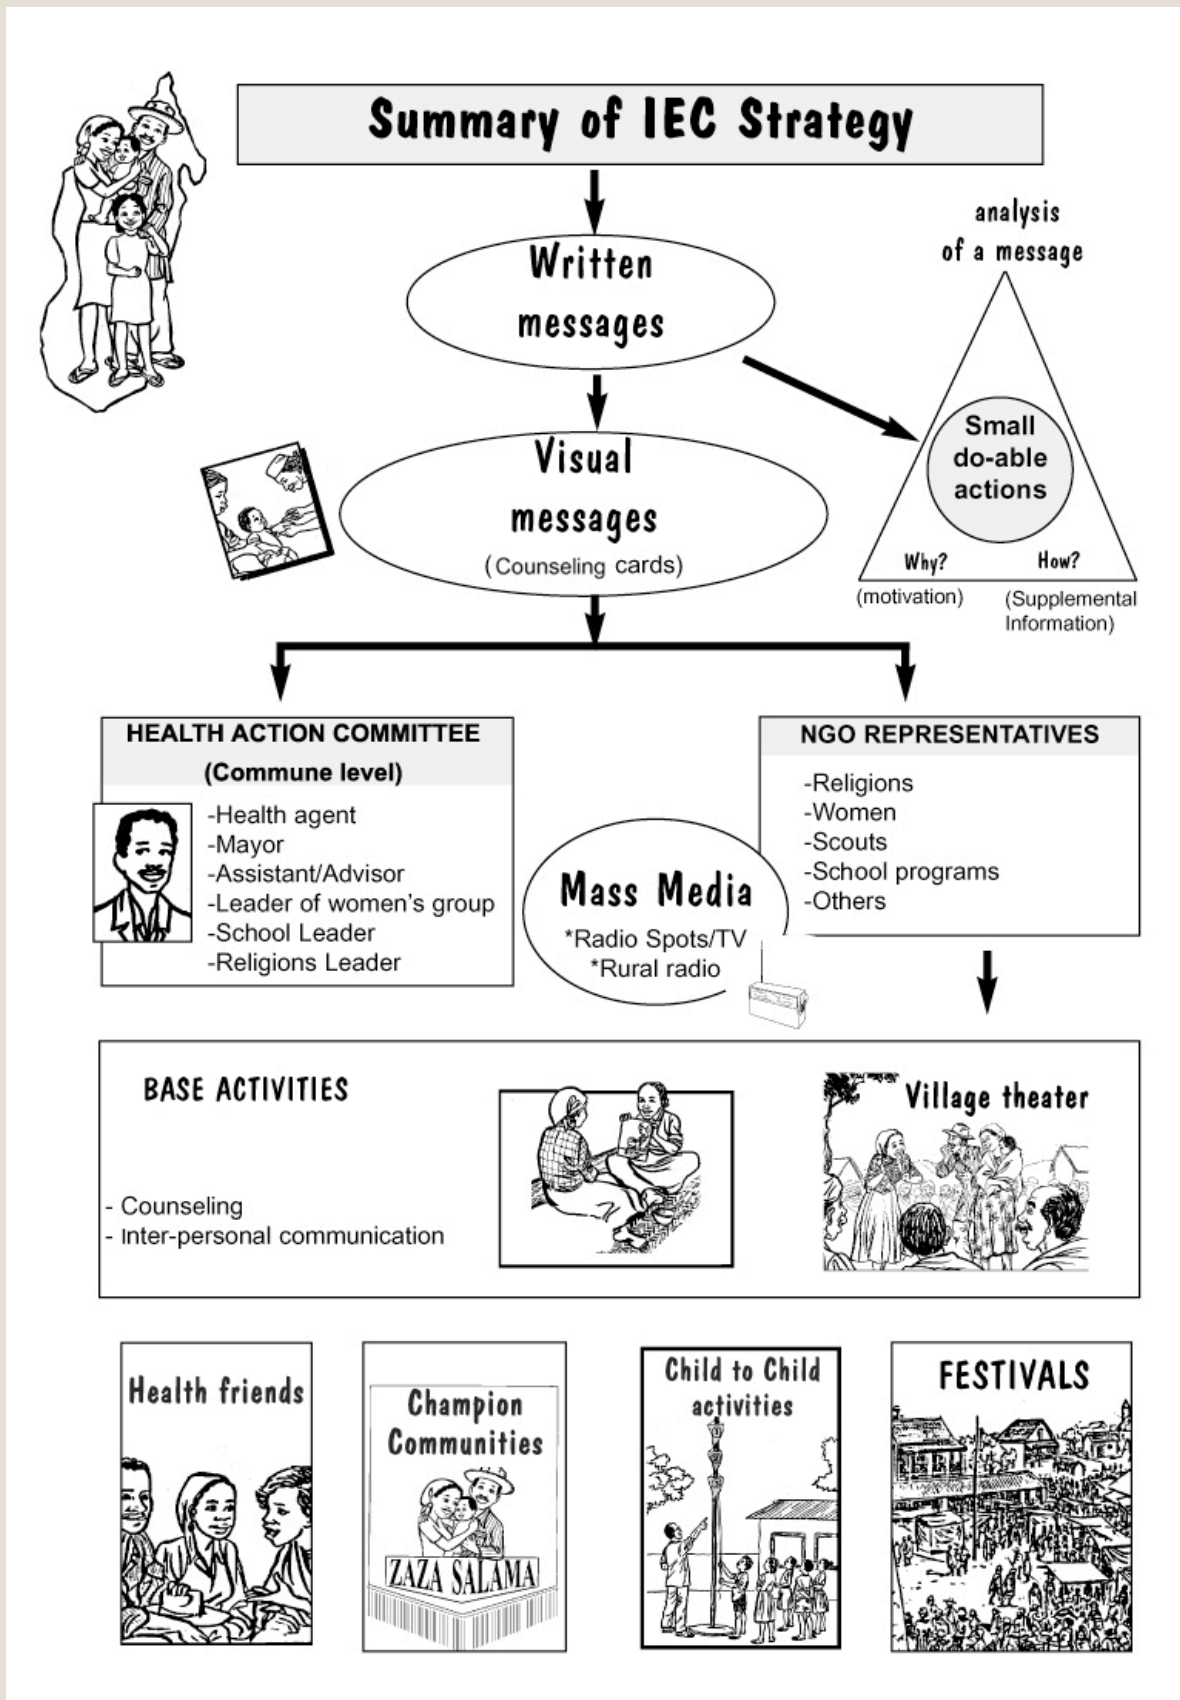 Summary of IEC Strategy
Written
messages
analysis
of a message
Small
do-able
actions
Why?
How?
(motivation)
(Supplemental
Information)
Visual
messages
(Counseling cards)
HEALTH ACTION COMMITTEE
(Commune level)
-Health agent
-Mayor
-Assistant/Advisor
-Leader of women's group
-School Leader
-Religions Leader
Mass Media
*Radio Spots/TV
*Rural radio
NGO REPRESENTATIVES
-Religions
-Women
-Scouts
-School programs
-Others
BASE ACTIVITIES
- Counseling
- Inter-personal communication
Village theater
Health friends
Champion
Communities
ZAZA SALAMA
Child to Child
activities
FESTIVALS